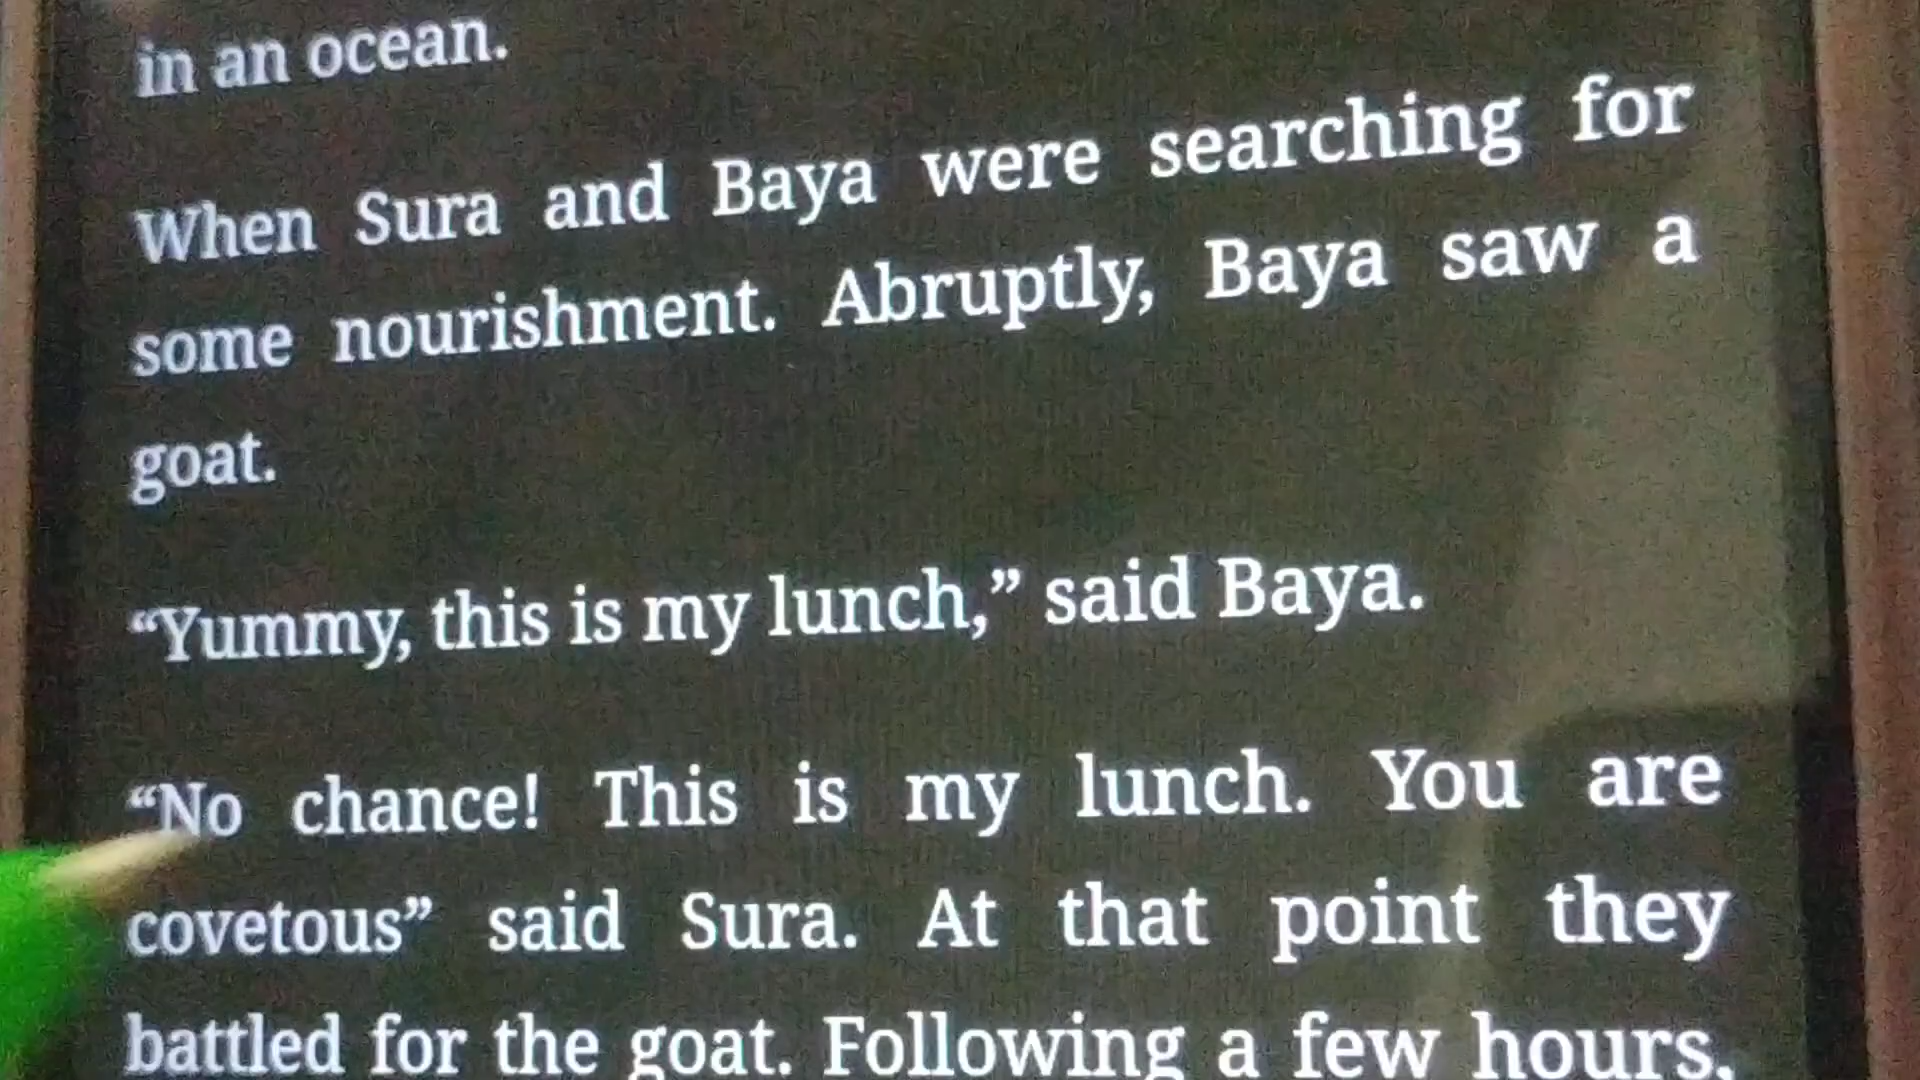 in an ocean.
When Sura and Baya were searching for
some nourishment. Abruptly, Baya saw a
goat.
“Yummy, this is my lunch,” said Baya.
“No chance! This is my lunch. You are
covetous” said Sura. At that point they
battled for the goat. Following a few hours,